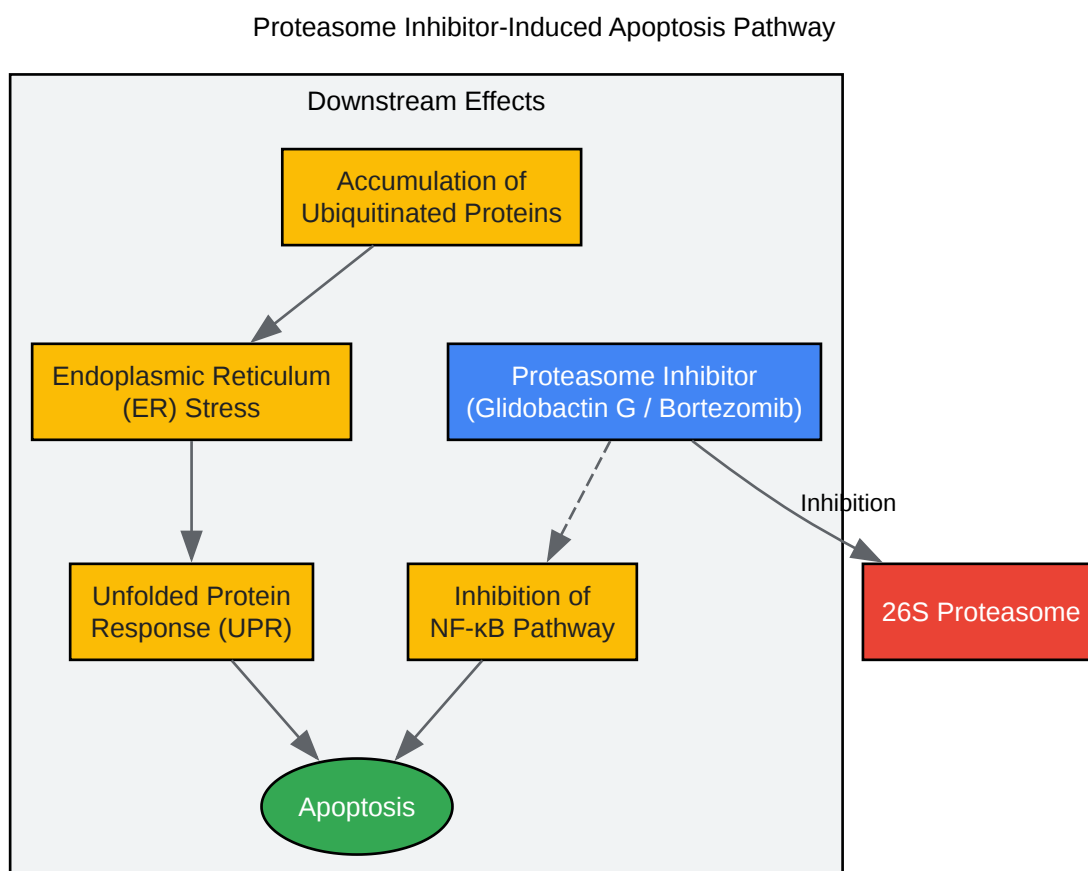 Proteasome Inhibitor-Induced Apoptosis Pathway
Downstream Effects
Accumulation of
Ubiquitinated Proteins
Endoplasmic Reticulum
(ER) Stress
Proteasome Inhibitor
(Glidobactin G / Bortezomib)
Inhibition
Unfolded Protein
Response (UPR)
Inhibition of
NF-κB Pathway
26S Proteasome
Apoptosis